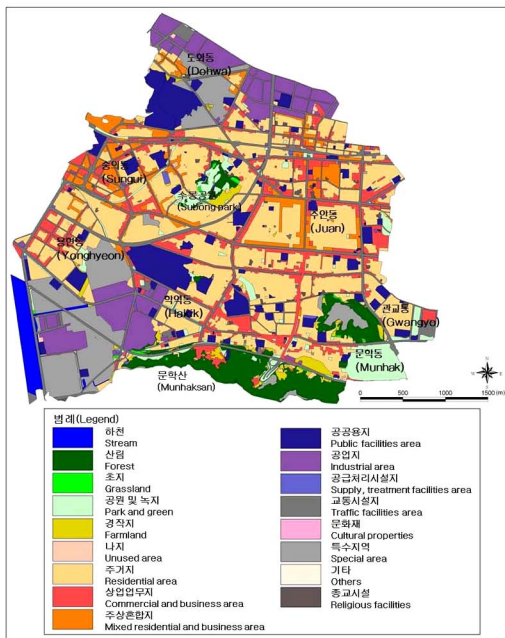 도화동
(Dohwa)
숭의동
(Sungui)
수봉공원
(Subong park)
주안동
(Juan)
용현동
(Yonghyeon)
학익동
(Hakik)
관교동
(Gwangyo)
문학동
(Munhak)
문학산
(Munhaksan)
0 500 1000 1500 (m)
범례(Legend)
하천
Stream
산림
Forest
초지
Grassland
공원 및 녹지
Park and green
경작지
Farmland
나지
Unused area
주거지
Residential area
상업업무지
Commercial and business area
주상혼합지
Mixed residential and business area
공공용지
Public facilities area
공업지
Industrial area
공급처리시설지
Supply, treatment facilities area
교통시설지
Traffic facilities area
문화재
Cultural properties
특수지역
Special area
기타
Others
종교시설
Religious facilities